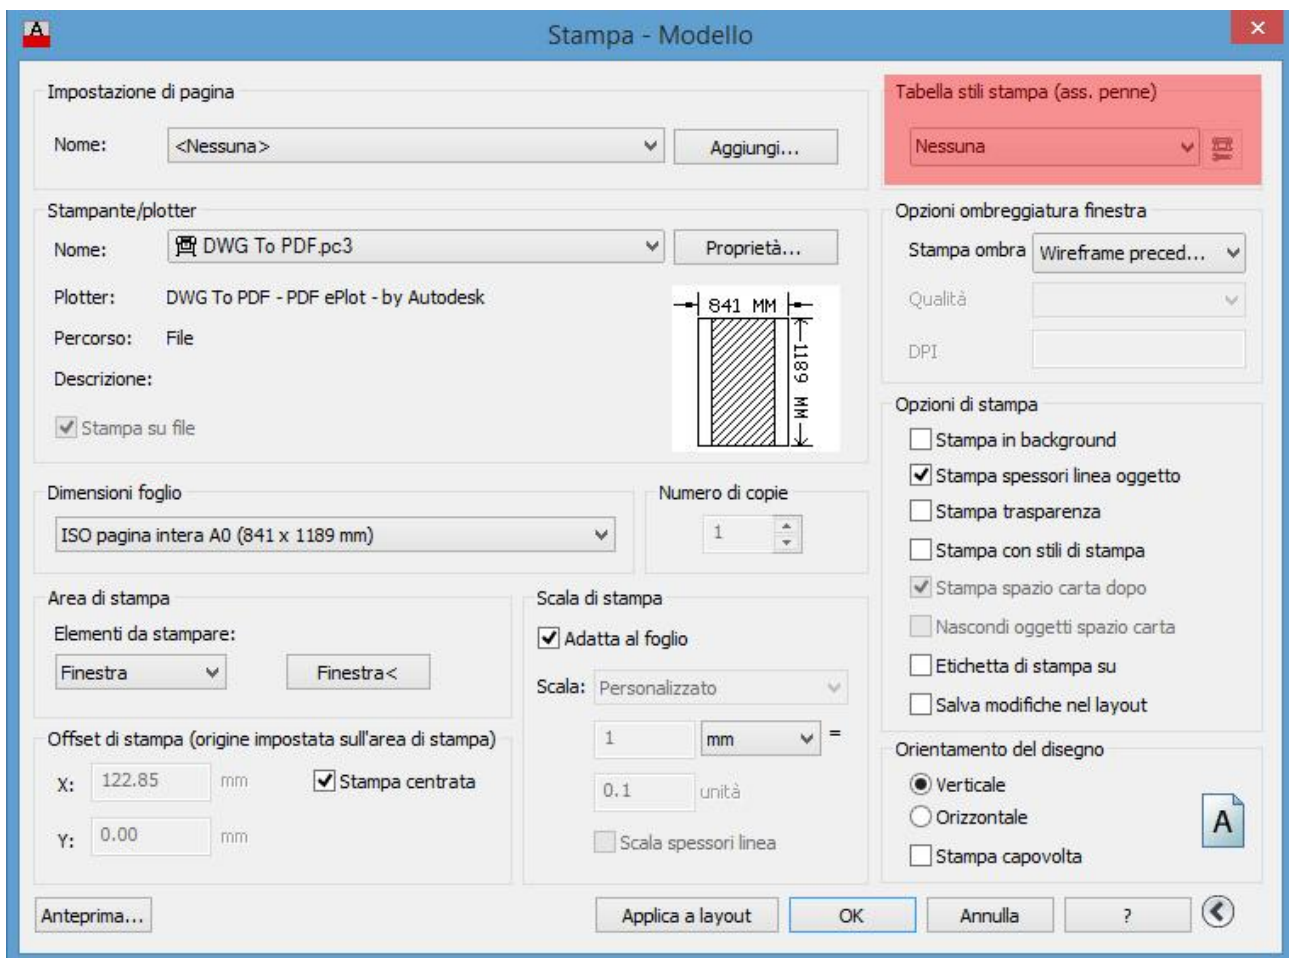 A
Stampa - Modello
×
Impostazione di pagina
Nome: <Nessuna> Aggiungi...
Tabella stili stampa (ass. penne)
Nessuna
Stampante/plotter
Nome: DWG To PDF.pc3 Proprietà...
Plotter: DWG To PDF - PDF ePlot - by Autodesk
Percorso: File
Descrizione:
Stampa su file
841 MM
1189 MM
Opzioni ombreggiatura finestra
Stampa ombra Wireframe preced...
Qualità
DPI
Dimensioni foglio
ISO pagina intera A0 (841 x 1189 mm)
Numero di copie
1
Opzioni di stampa
Stampa in background
Stampa spessori linea oggetto
Stampa trasparenza
Stampa con stili di stampa
Stampa spazio carta dopo
Nascondi oggetti spazio carta
Etichetta di stampa su
Salva modifiche nel layout
Area di stampa
Elementi da stampare:
Finestra Finestra<
Scala di stampa
Adatta al foglio
Scala: Personalizzato
1 mm =
0.1 unità
Scala spessori linea
Offset di stampa (origine impostata sull'area di stampa)
X: 122.85 mm Stampa centrata
Y: 0.00 mm
Orientamento del disegno
Verticale
Orizzontale
Stampa capovolta
A
Anteprima... Applica a layout OK Annulla ?